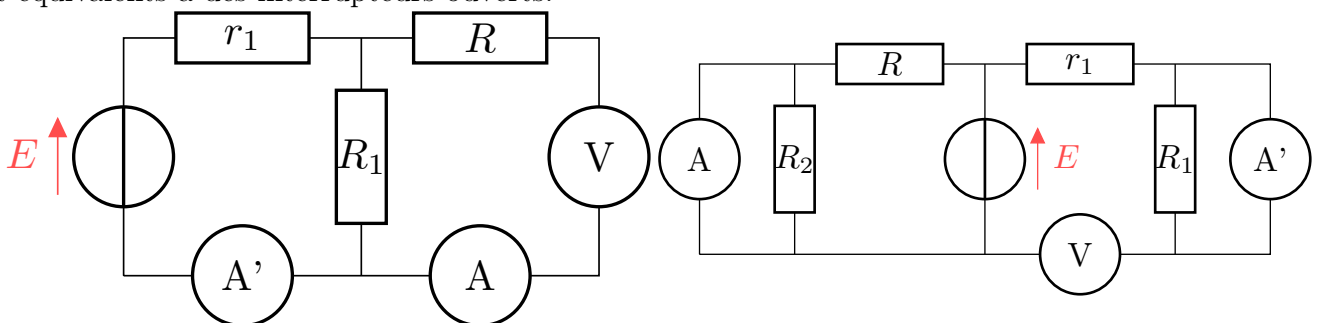 équivalents à des interrupteurs ouverts.
r₁ R
E R₁ V
A' A
R r₁
A R₂ E R₁ A'
V